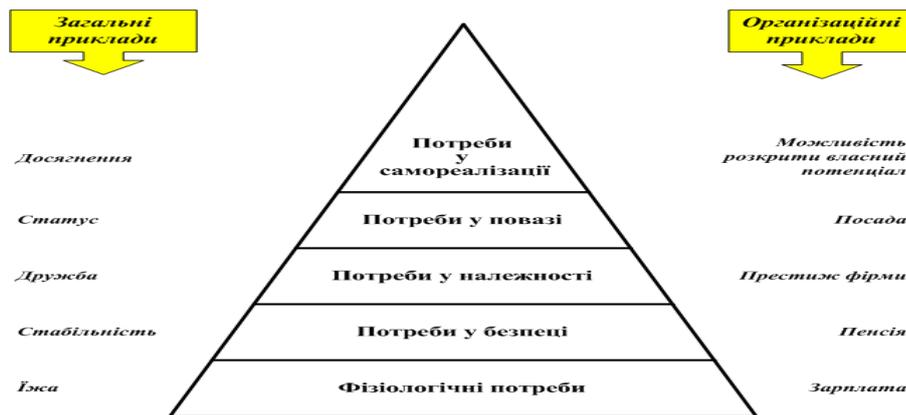 Загальні
приклади
Організаційні
приклади
Досягнення
Потреби
у
самореалізації
Можливість
розкрити власний
потенціал
Статус
Потреби у повазі
Посада
Дружба
Потреби у належності
Престиж фірми
Стабільність
Потреби у безпеці
Пенсія
Їжа
Фізіологічні потреби
Зарплата